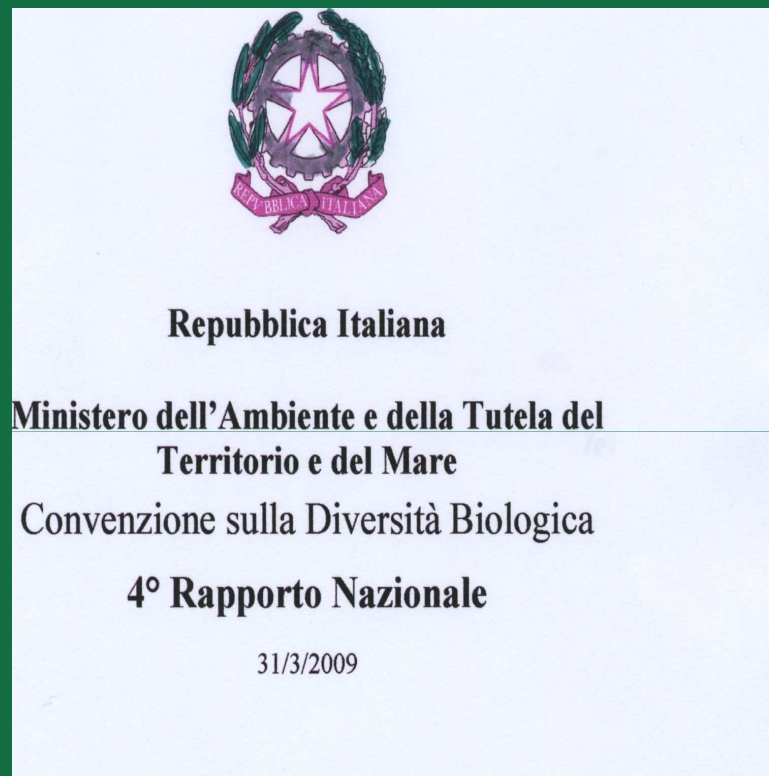 REPVBBLICA ITALIANA
Repubblica Italiana
Ministero dell'Ambiente e della Tutela del
Territorio e del Mare
Convenzione sulla Diversità Biologica
4° Rapporto Nazionale
31/3/2009